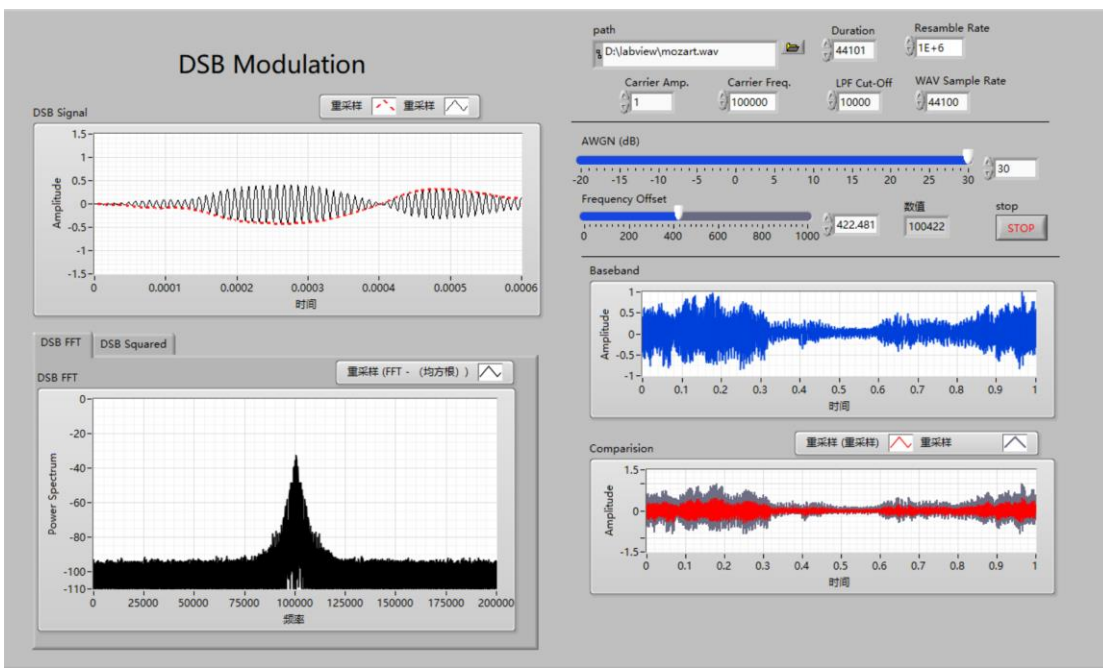 DSB Modulation
path
Duration
Resamble Rate
D:\labview\mozart.wav
44101
1E+6
Carrier Amp.
Carrier Freq.
LPF Cut-Off
WAV Sample Rate
1
100000
10000
44100
DSB Signal
重采样 重采样
1.5
1
0.5
0
-0.5
-1
-1.5
Amplitude
0 0.0001 0.0002 0.0003 0.0004 0.0005 0.0006
时间
AWGN (dB)
-20 -15 -10 -5 0 5 10 15 20 25 30
30
Frequency Offset
0 200 400 600 800 1000
422.481
数值
100422
stop
STOP
Baseband
1
0.5
0
-0.5
-1
Amplitude
0 0.1 0.2 0.3 0.4 0.5 0.6 0.7 0.8 0.9 1
时间
DSB FFT DSB Squared
DSB FFT
重采样 (FFT - （均方根）)
0
-20
-40
-60
-80
-100
-110
Power Spectrum
0 25000 50000 75000 100000 125000 150000 175000 200000
频率
Comparision
重采样 (重采样) 重采样
1.5
0
-1.5
Amplitude
0 0.1 0.2 0.3 0.4 0.5 0.6 0.7 0.8 0.9 1
时间